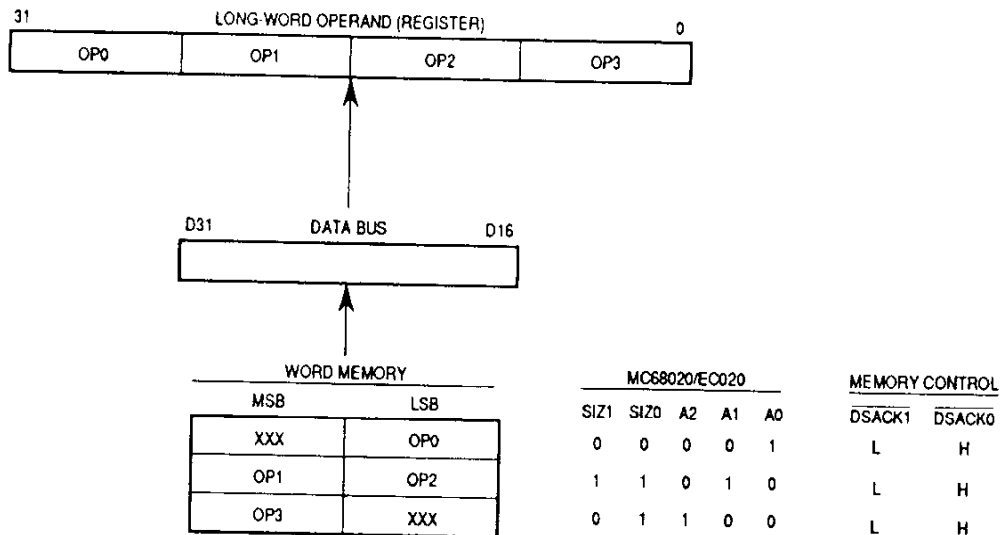 31 LONG-WORD OPERAND (REGISTER) 0
OP0 OP1 OP2 OP3
D31 DATA BUS D16
WORD MEMORY MC68020/EC020 MEMORY CONTROL
MSB LSB SIZ1 SIZ0 A2 A1 A0 DSACK1 DSACK0
XXX OP0 0 0 0 0 1 L H
OP1 OP2 1 1 0 1 0 L H
OP3 XXX 0 1 1 0 0 L H